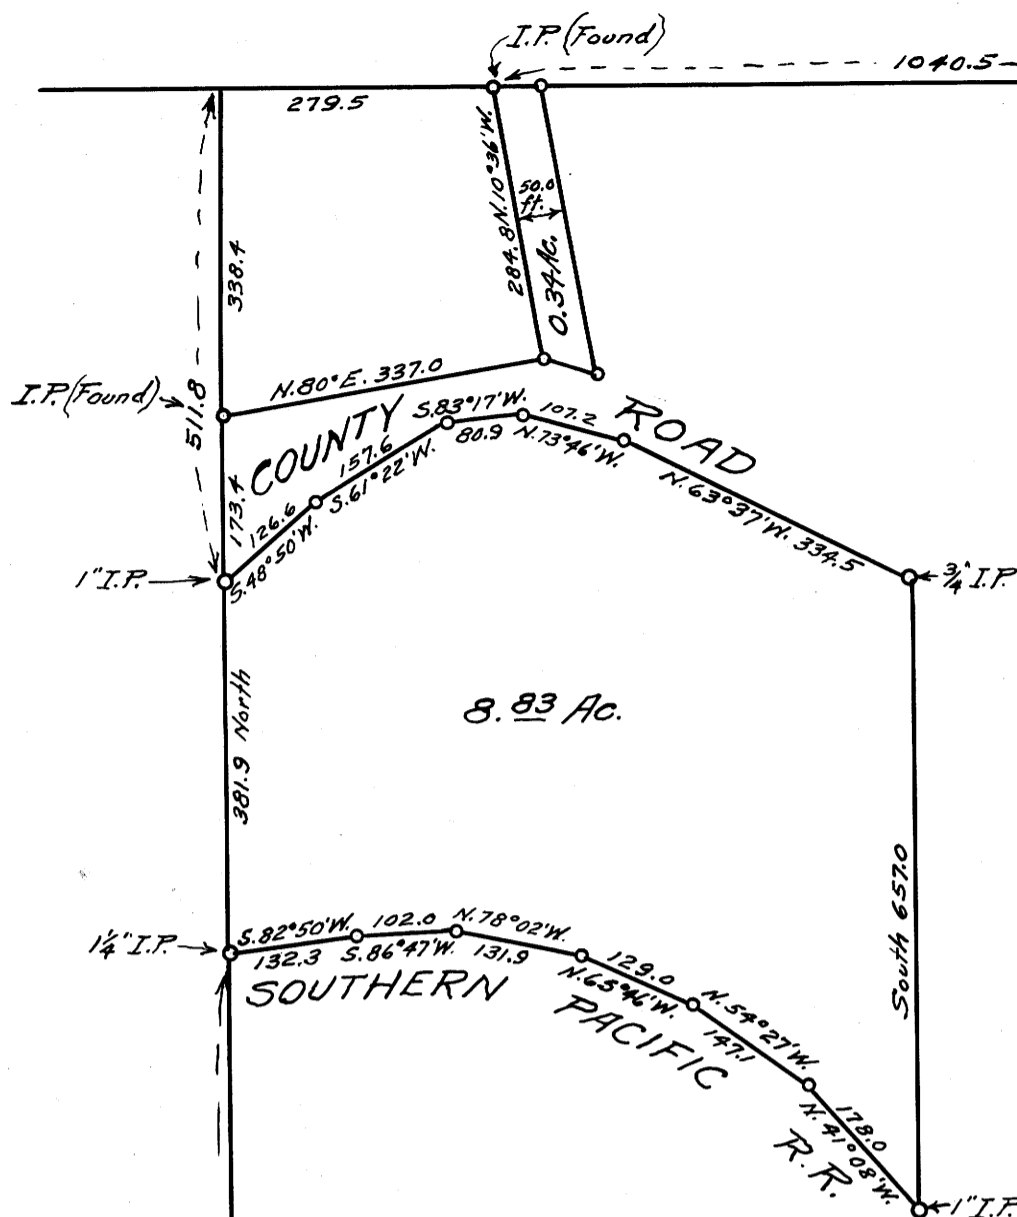 I.P. (Found)
1040.5
279.5
N.10°36'W.
284.8
50.0
ft.
0.34 Ac.
338.4
511.8
I.P. (Found)
N.80°E. 337.0
COUNTY
ROAD
S.83°17'W.
80.9
107.2
N.73°46'W.
157.6
S.61°22'W.
173.4
126.6
S.48°50'W.
N.63°37'W. 334.5
1" I.P.
3/4" I.P.
8.83 Ac.
381.9 North
South 657.0
1 1/4" I.P.
S.82°50'W.
132.3
102.0
S.86°47'W.
N.78°02'W.
131.9
129.0
N.65°46'W.
N.54°27'W.
147.1
178.0
N.41°08'W.
SOUTHERN
PACIFIC
R.R.
1" I.P.